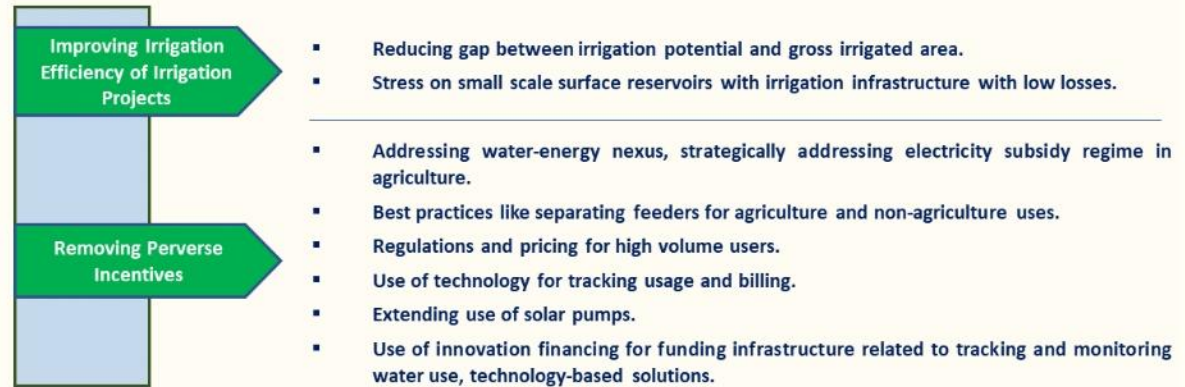 Improving Irrigation
Efficiency of Irrigation
Projects
▪ Reducing gap between irrigation potential and gross irrigated area.
▪ Stress on small scale surface reservoirs with irrigation infrastructure with low losses.
Removing Perverse
Incentives
▪ Addressing water-energy nexus, strategically addressing electricity subsidy regime in
agriculture.
▪ Best practices like separating feeders for agriculture and non-agriculture uses.
▪ Regulations and pricing for high volume users.
▪ Use of technology for tracking usage and billing.
▪ Extending use of solar pumps.
▪ Use of innovation financing for funding infrastructure related to tracking and monitoring
water use, technology-based solutions.